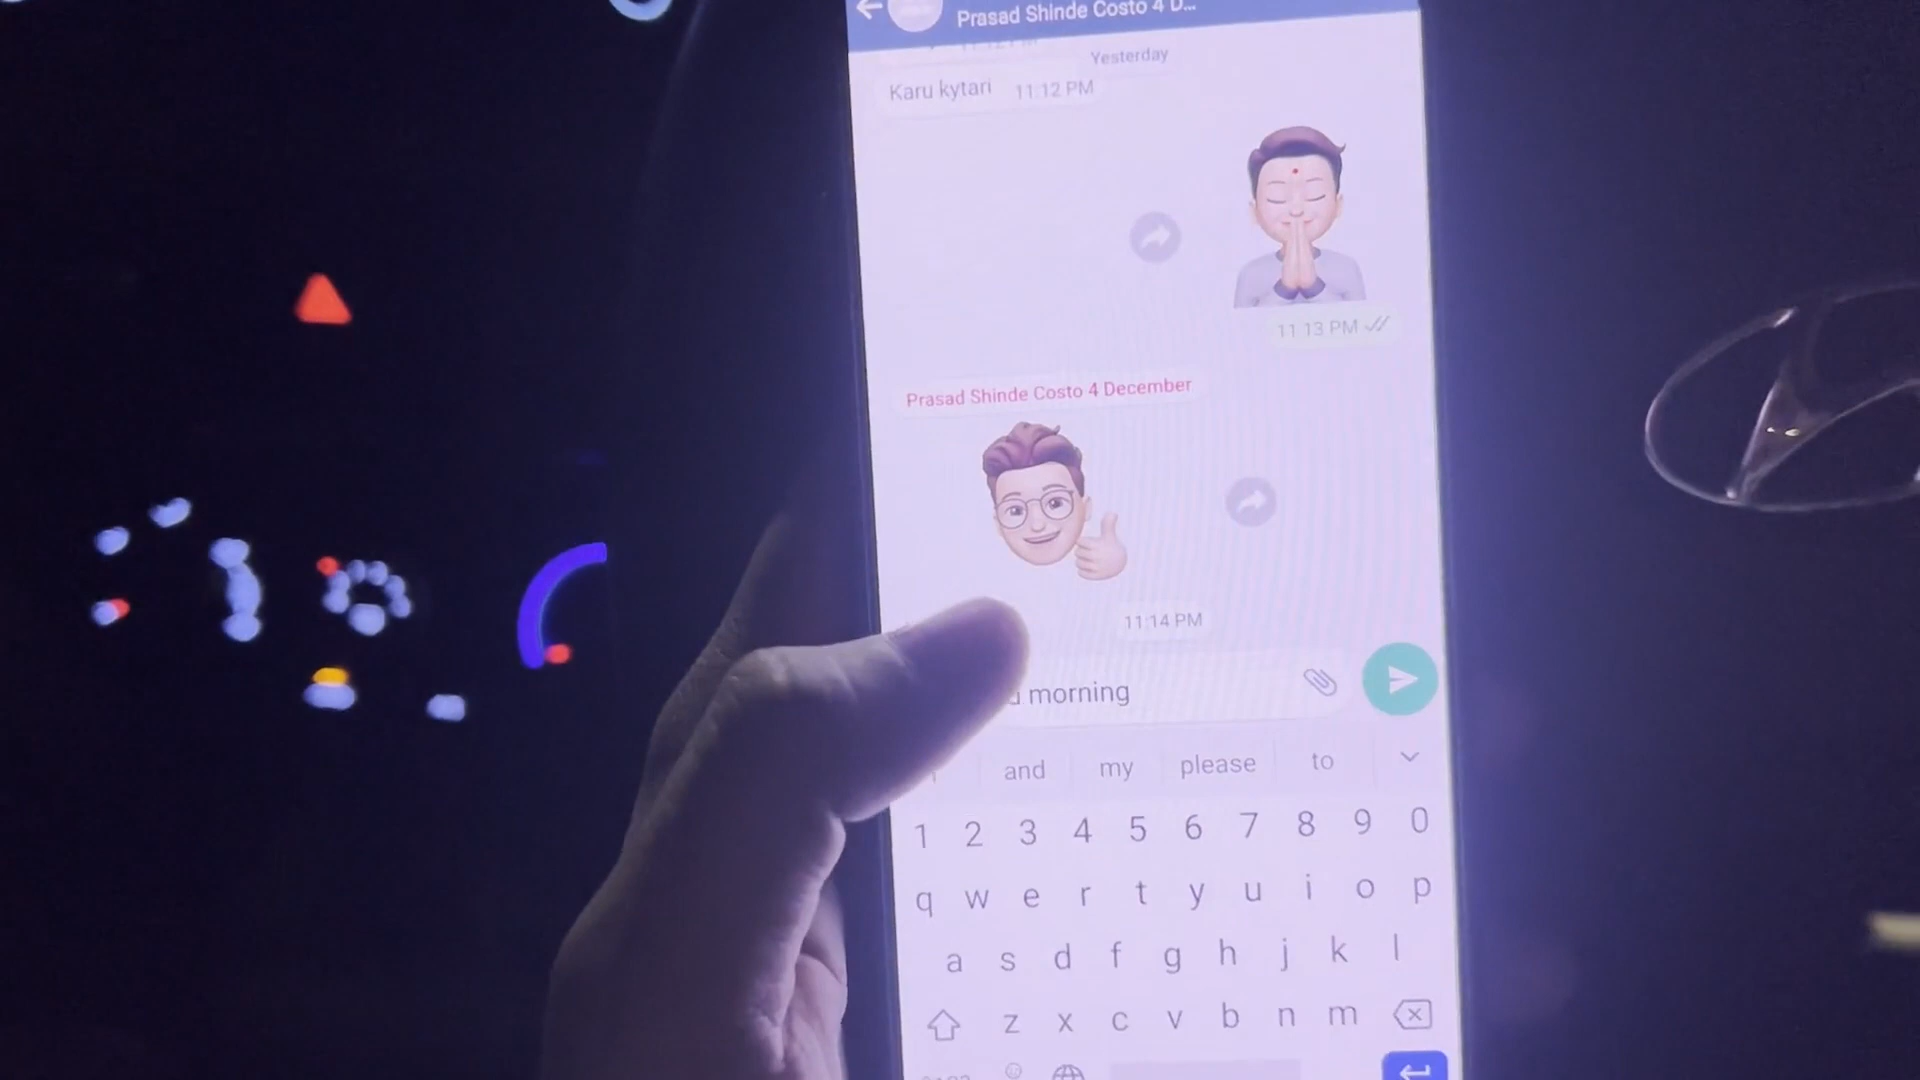 Prasad Shinde Costo 4 D...
Yesterday
Karu kytari 11:12 PM
11:13 PM
Prasad Shinde Costo 4 December
11:14 PM
morning
and my please to
1 2 3 4 5 6 7 8 9 0
q w e r t y u i o p
a s d f g h j k l
z x c v b n m